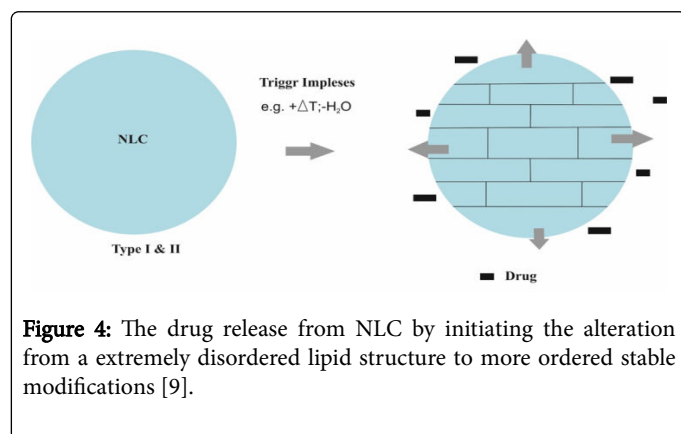 Triggr Impleses
e.g. +△T;-H₂O
NLC
Type I & II
Drug
Figure 4: The drug release from NLC by initiating the alteration
from a extremely disordered lipid structure to more ordered stable
modifications [9].